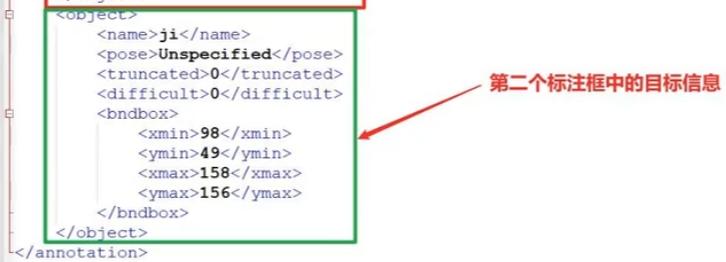 <object>
<name>ji</name>
<pose>Unspecified</pose>
<truncated>0</truncated>
<difficult>0</difficult>
<bndbox>
<xmin>98</xmin>
<ymin>49</ymin>
<xmax>158</xmax>
<ymax>156</ymax>
</bndbox>
</object>
</annotation>
第二个标注框中的目标信息